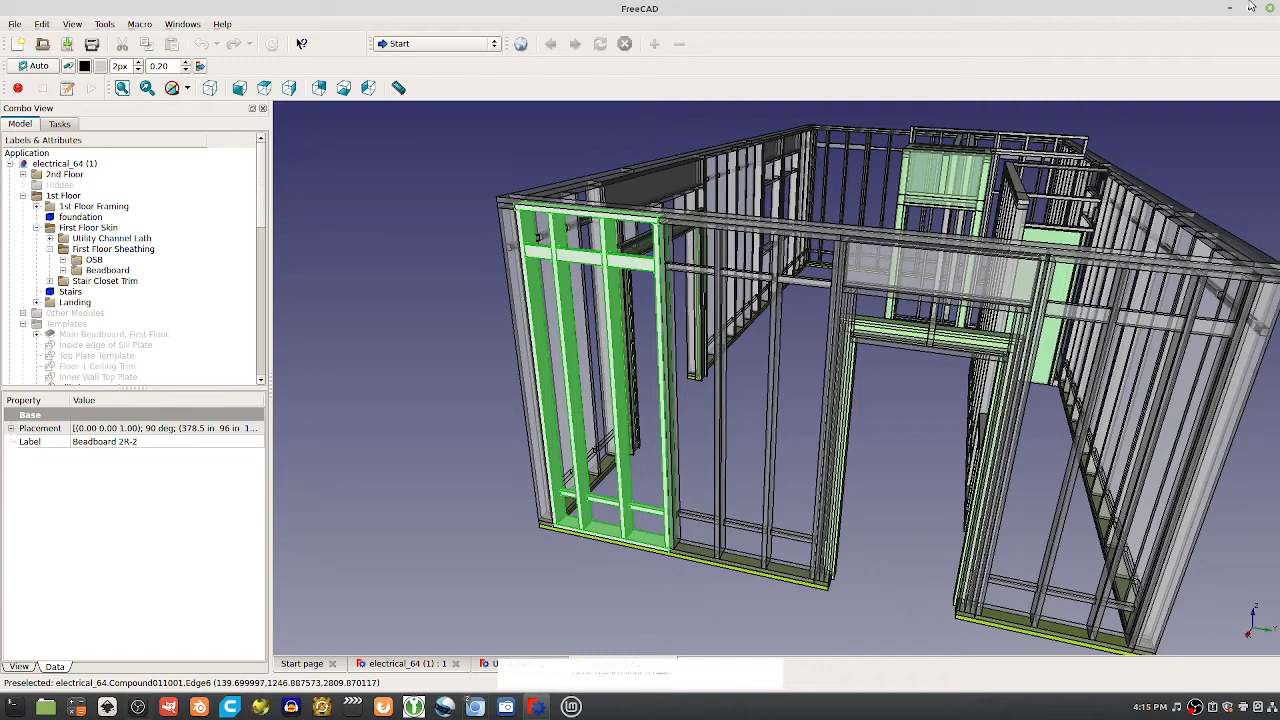 FreeCAD
File Edit View Tools Macro Windows Help
Start
Auto 2px 0.20
Combo View
Model Tasks
Labels & Attributes
Application
electrical_64 (1)
2nd Floor
Hidden
1st Floor
1st Floor Framing
foundation
First Floor Skin
Utility Channel Lath
First Floor Sheathing
OSB
Beadboard
Stair Closet Trim
Stairs
Landing
Other Modules
Templates
Main Beadboard, First Floor.
Inside edge of Sill Plate
Top Plate Template
Floor 1 Ceiling Trim
Inner Wall Top Plate
Property Value
Base
Placement [(0.00 0.00 1.00); 90 deg; (378.5 in 96 in 1...
Label Beadboard 2R-2
View Data
Start page electrical_64 (1) : 1 U
Preselected: electrical_64.Compound011001.Edge6 (139.699997,1246.887573,2809.870117)
4:15 PM